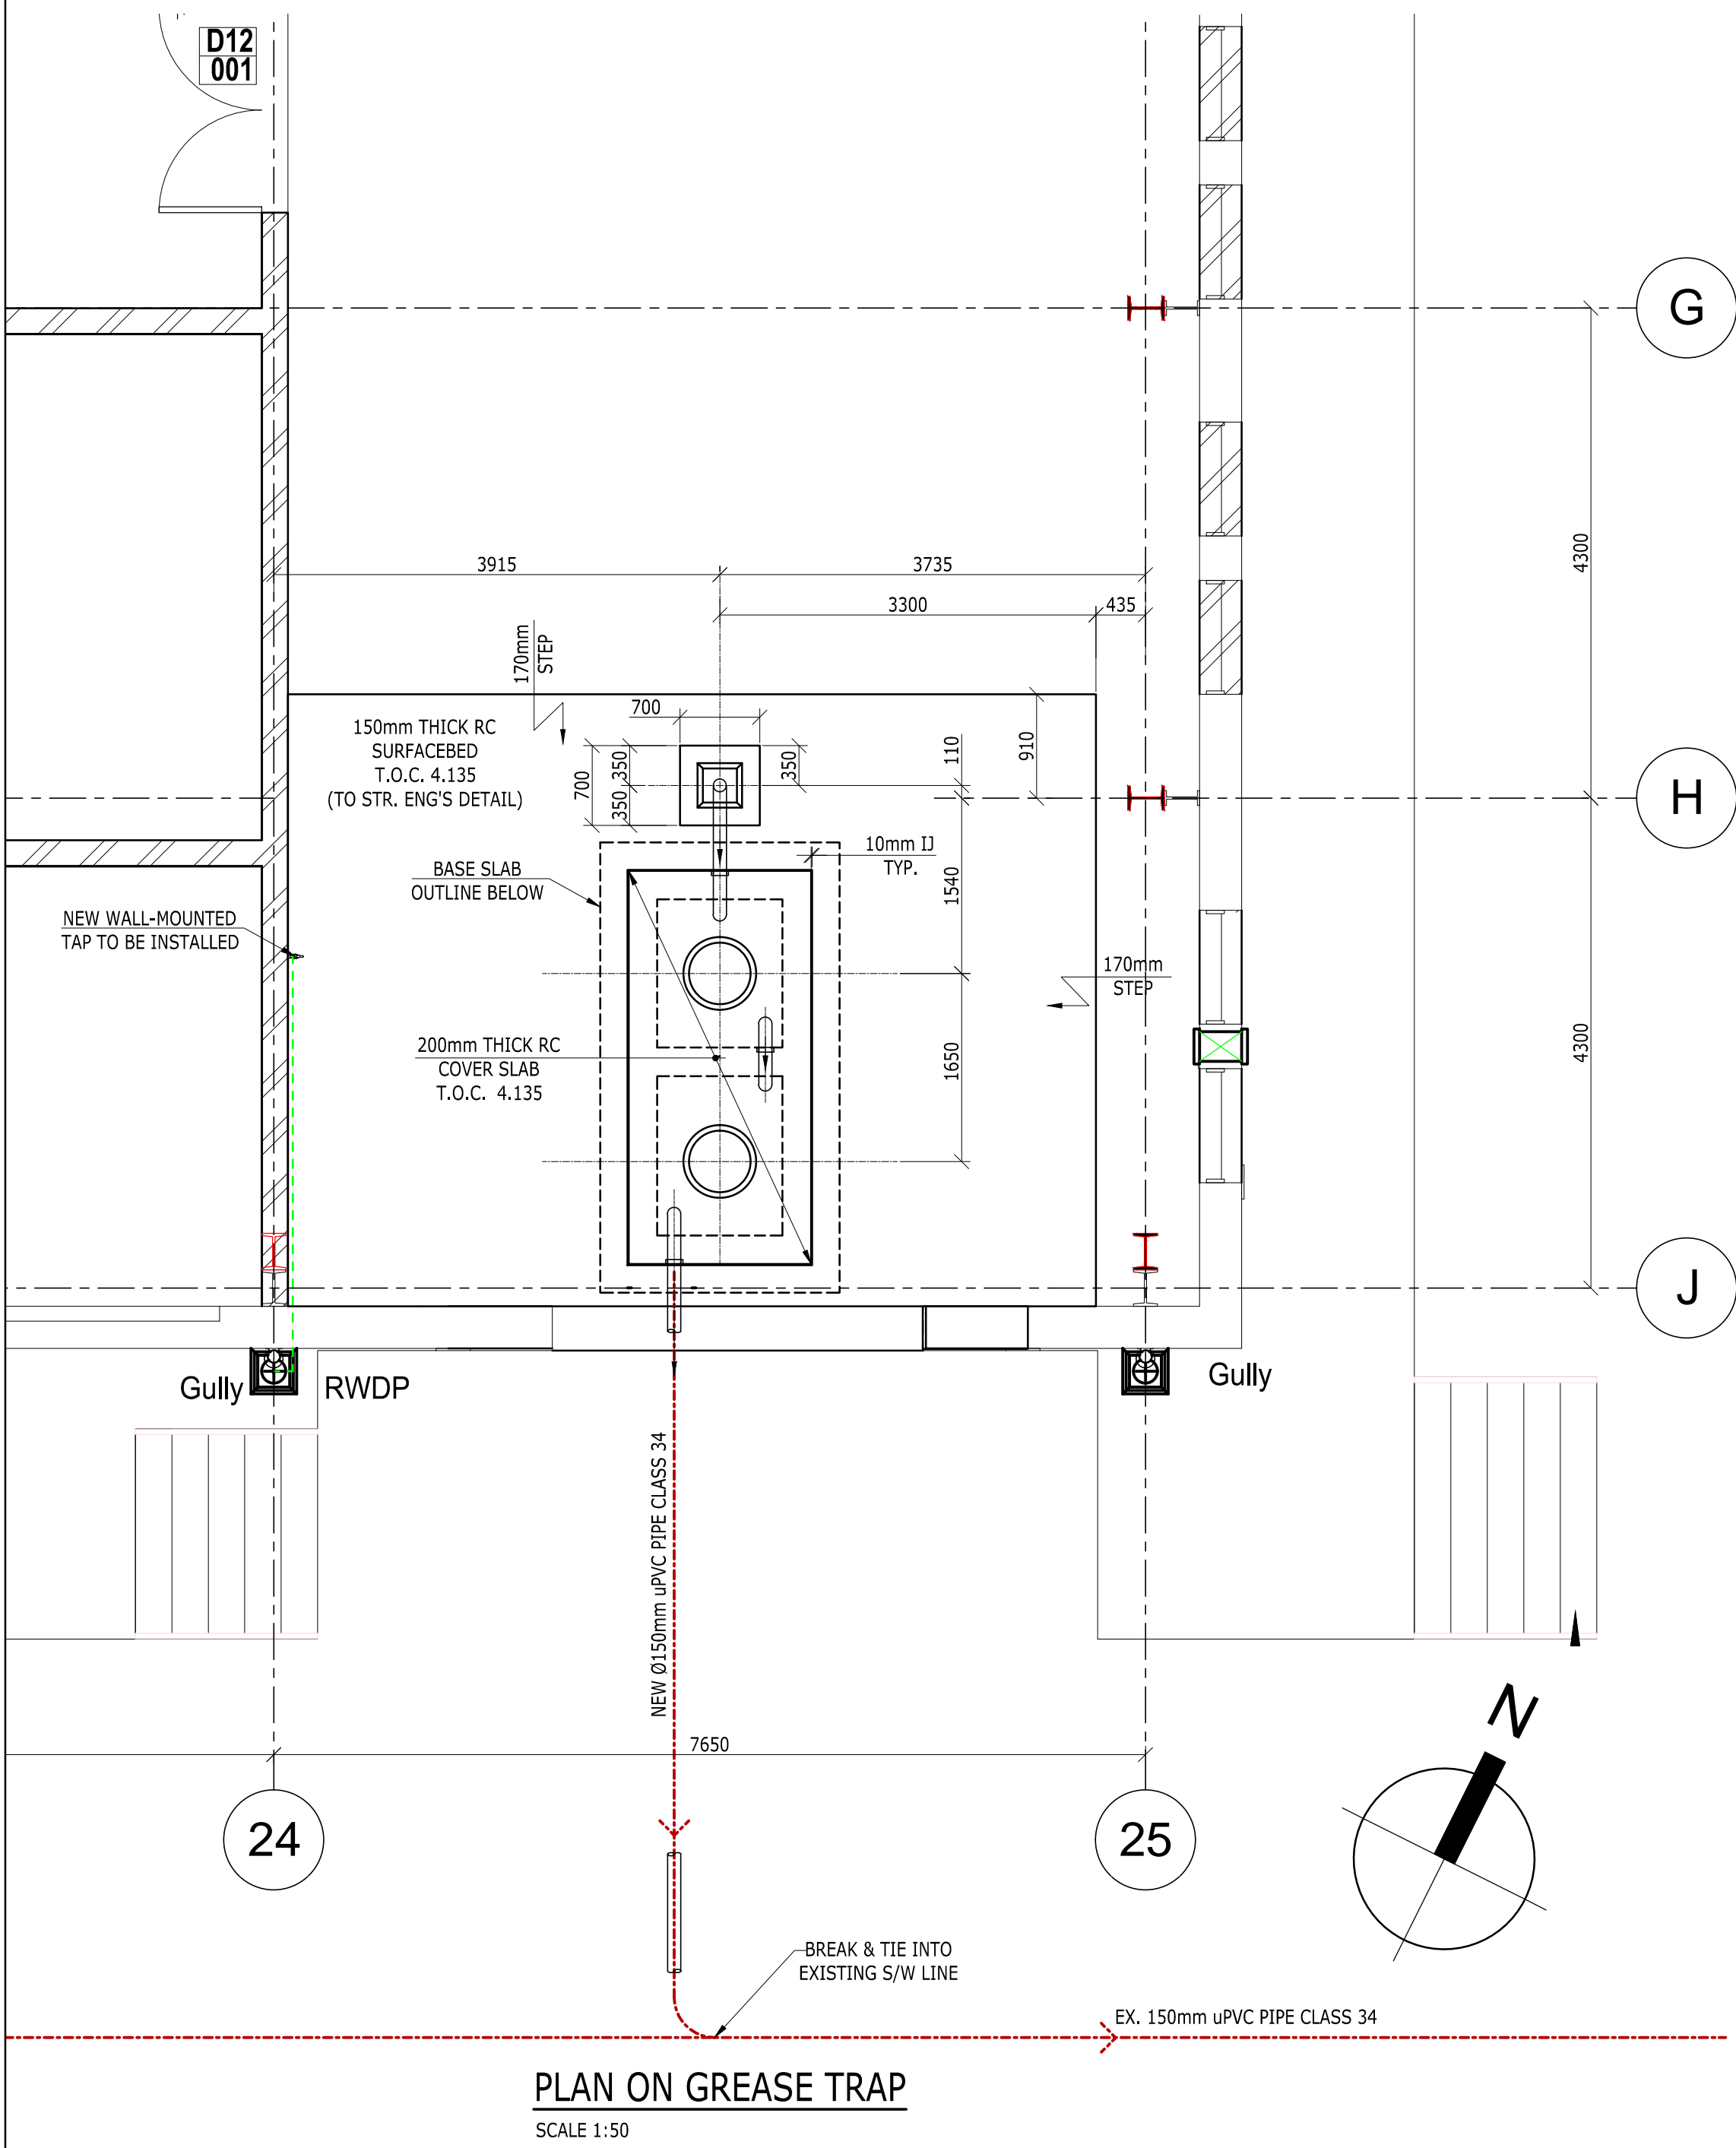 D12
001
G
3915
3735
4300
3300
435
170mm
STEP
700
150mm THICK RC
SURFACEBED
T.O.C. 4.135
(TO STR. ENG'S DETAIL)
700
350
350
350
110
910
H
10mm IJ
TYP.
BASE SLAB
OUTLINE BELOW
1540
NEW WALL-MOUNTED
TAP TO BE INSTALLED
170mm
STEP
200mm THICK RC
COVER SLAB
T.O.C. 4.135
1650
4300
J
Gully
RWDP
Gully
NEW Ø150mm uPVC PIPE CLASS 34
N
7650
24
25
BREAK & TIE INTO
EXISTING S/W LINE
EX. 150mm uPVC PIPE CLASS 34
PLAN ON GREASE TRAP
SCALE 1:50